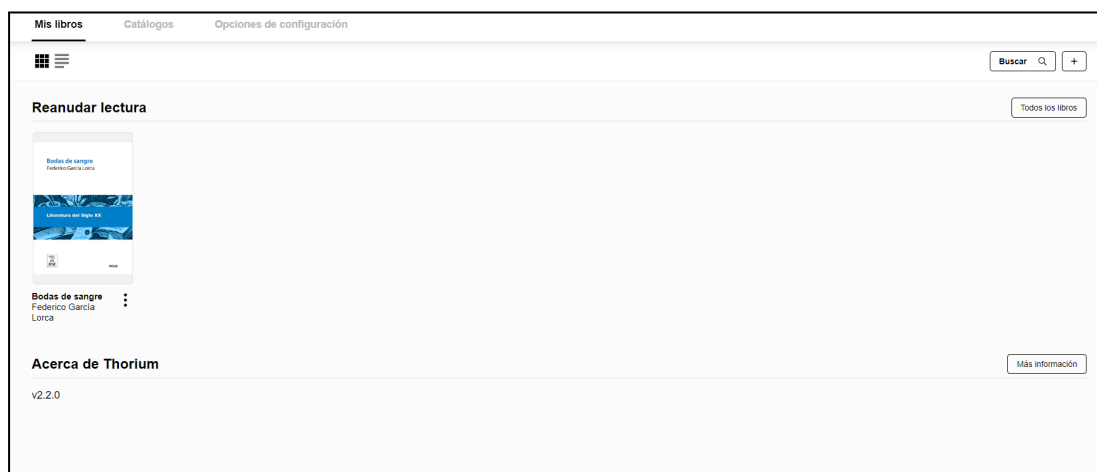 Mis libros Catálogos Opciones de configuración
Buscar +
Reanudar lectura Todos los libros
Bodas de sangre
Federico García Lorca
Literatura del Siglo XX
Bodas de sangre
Federico García
Lorca
Acerca de Thorium Más información
v2.2.0